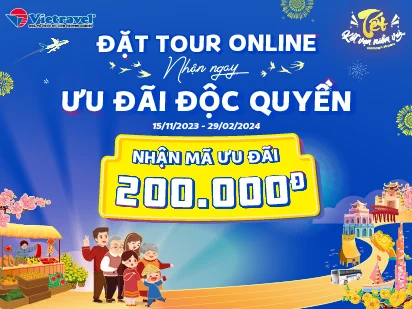 Vietravel
Tết
ĐẶT TOUR ONLINE
Nhận ngay
ƯU ĐÃI ĐỘC QUYỀN
15/11/2023 - 29/02/2024
NHẬN MÃ ƯU ĐÃI
200.000Đ